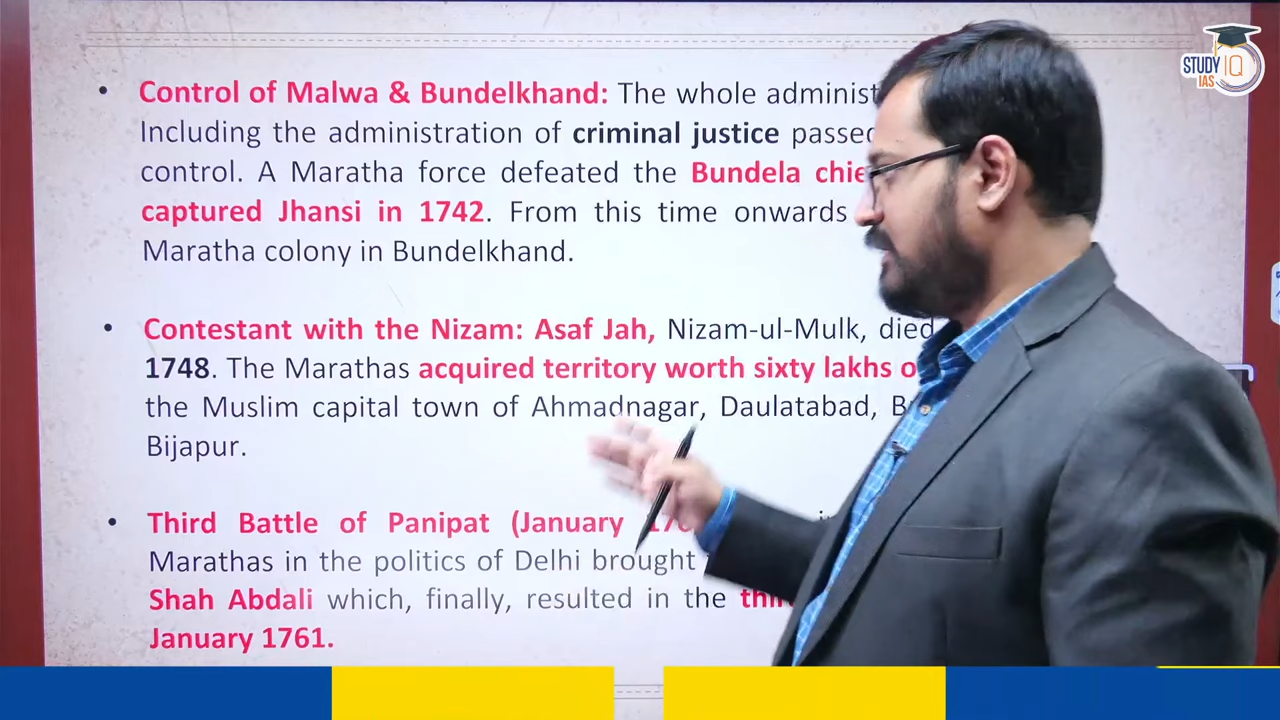 STUDY IQ
IAS
• Control of Malwa & Bundelkhand: The whole
Including the administration of criminal justice
control. A Maratha force defeated the Bundela
captured Jhansi in 1742. From this time onwards
Maratha colony in Bundelkhand.
• Contestant with the Nizam: Asaf Jah, Nizam-ul-Mulk, died
1748. The Marathas acquired territory worth sixty lakhs
the Muslim capital town of Ahmadnagar, Daulatabad,
Bijapur.
• Third Battle of Panipat (January
Marathas in the politics of Delhi brought
Shah Abdali which, finally, resulted in the
January 1761.